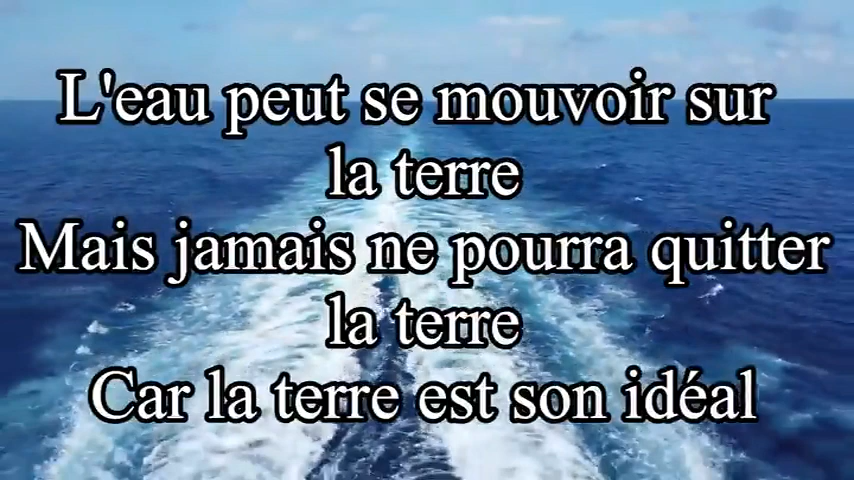 L'eau peut se mouvoir sur
la terre
Mais jamais ne pourra quitter
la terre
Car la terre est son idéal